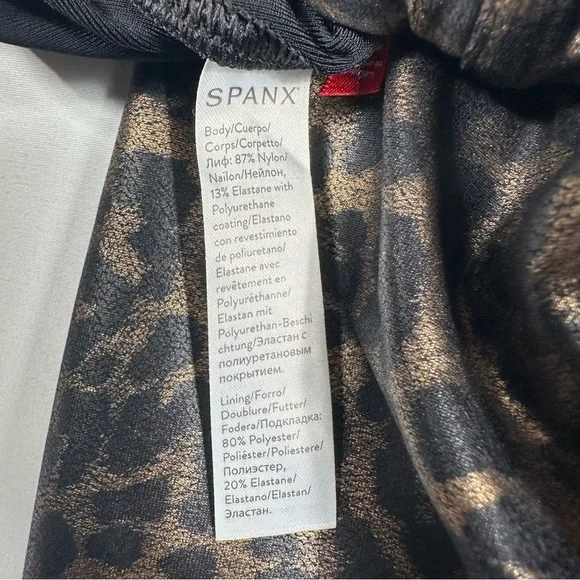 SPANX
Body/Cuerpo/
Corps/Corpetto/
Лиф: 87% Nylon/
Nailon/Нейлон,
13% Elastane with
Polyurethane
coating/Elastano
con revestimiento
de poliuretano/
Elastane avec
revêtement en
Polyuréthanne/
Elastan mit
Polyurethan-Beschi
chtung/Эластан с
полиуретановым
покрытием.
Lining/Forro/
Doublure/Futter/
Fodera/Подкладка:
80% Polyester/
Poliéster/Poliestere/
Полиэстер,
20% Elastane/
Elastano/Elastan/
Эластан.